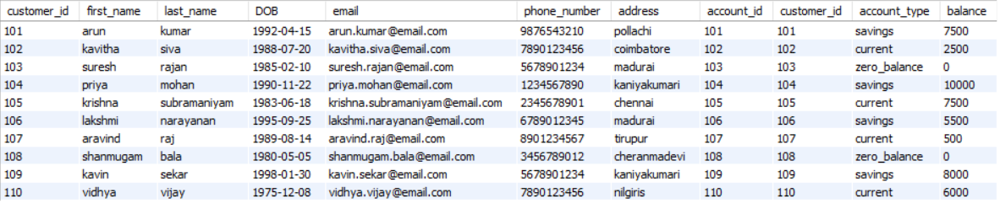 customer_id first_name last_name DOB email phone_number address account_id customer_id account_type balance
101 arun kumar 1992-04-15 arun.kumar@email.com 9876543210 pollachi 101 101 savings 7500
102 kavitha siva 1988-07-20 kavitha.siva@email.com 7890123456 coimbatore 102 102 current 2500
103 suresh rajan 1985-02-10 suresh.rajan@email.com 5678901234 madurai 103 103 zero_balance 0
104 priya mohan 1990-11-22 priya.mohan@email.com 1234567890 kaniyakumari 104 104 savings 10000
105 krishna subramaniyam 1983-06-18 krishna.subramaniyam@email.com 2345678901 chennai 105 105 current 7500
106 lakshmi narayanan 1995-09-25 lakshmi.narayanan@email.com 6789012345 madurai 106 106 savings 5500
107 aravind raj 1989-08-14 aravind.raj@email.com 8901234567 tirupur 107 107 current 500
108 shanmugam bala 1980-05-05 shanmugam.bala@email.com 3456789012 cheranmadevi 108 108 zero_balance 0
109 kavin sekar 1998-01-30 kavin.sekar@email.com 5678901234 kaniyakumari 109 109 savings 8000
110 vidhya vijay 1975-12-08 vidhya.vijay@email.com 7890123456 nilgiris 110 110 current 6000